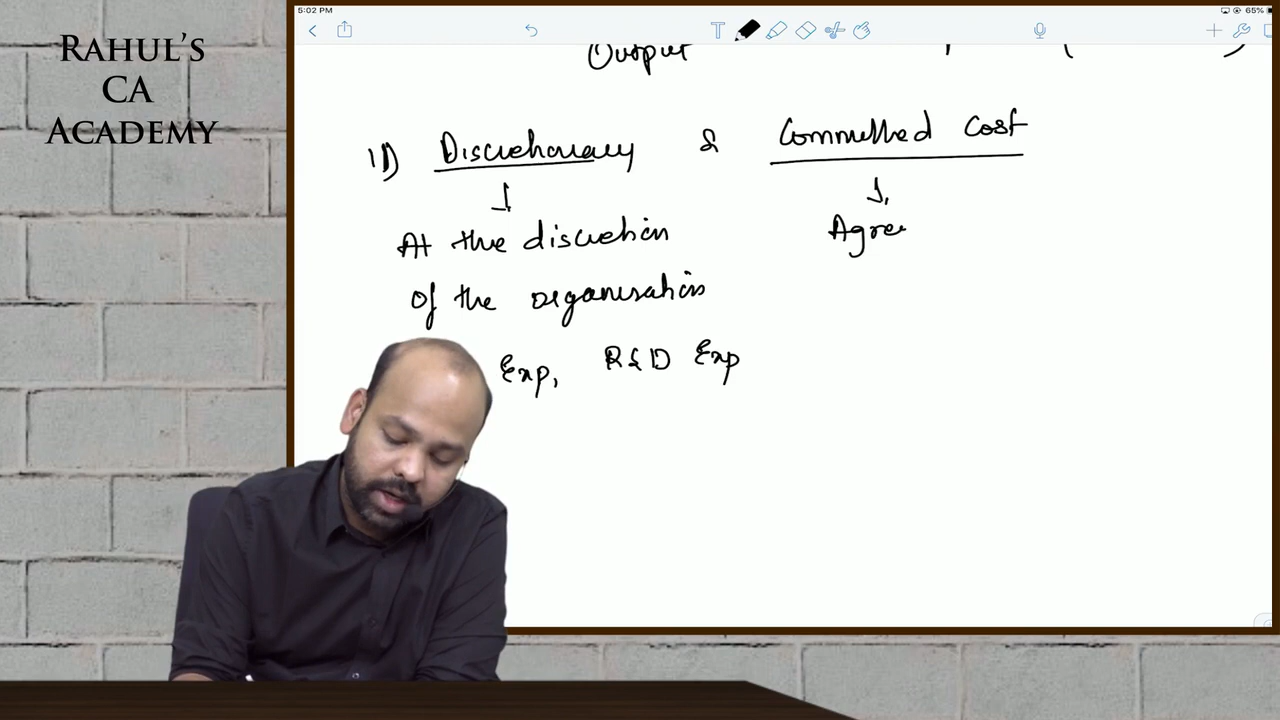 RAHUL'S
CA
ACADEMY
5:02 PM
65%
T
Output
11) Discretionary & Committed Cost
At the discretion
Of the organisation
Exp, R&D Exp
Agree